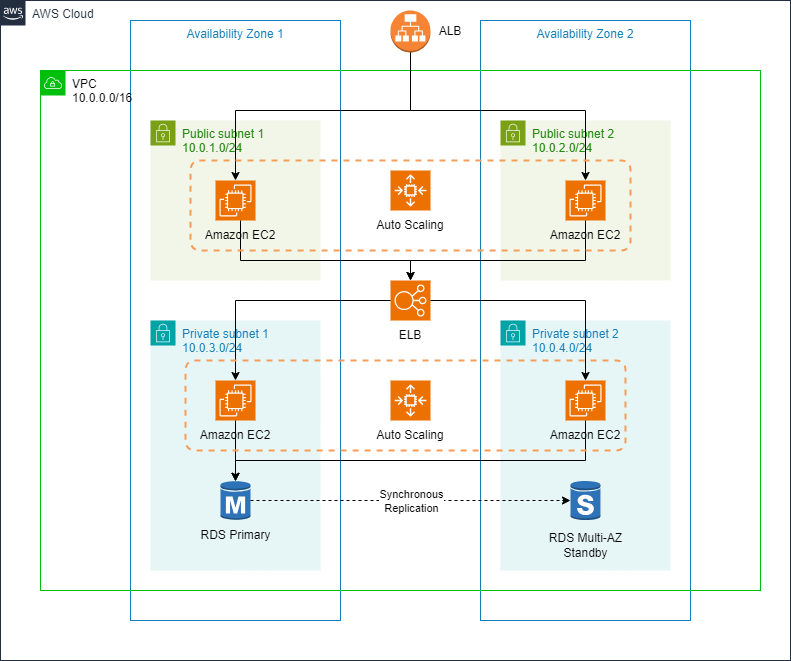 aws
AWS Cloud
ALB
Availability Zone 1
Availability Zone 2
VPC
10.0.0.0/16
Public subnet 1
10.0.1.0/24
Public subnet 2
10.0.2.0/24
Amazon EC2
Auto Scaling
Amazon EC2
ELB
Private subnet 1
10.0.3.0/24
Private subnet 2
10.0.4.0/24
Amazon EC2
Auto Scaling
Amazon EC2
M
Synchronous
Replication
S
RDS Primary
RDS Multi-AZ
Standby